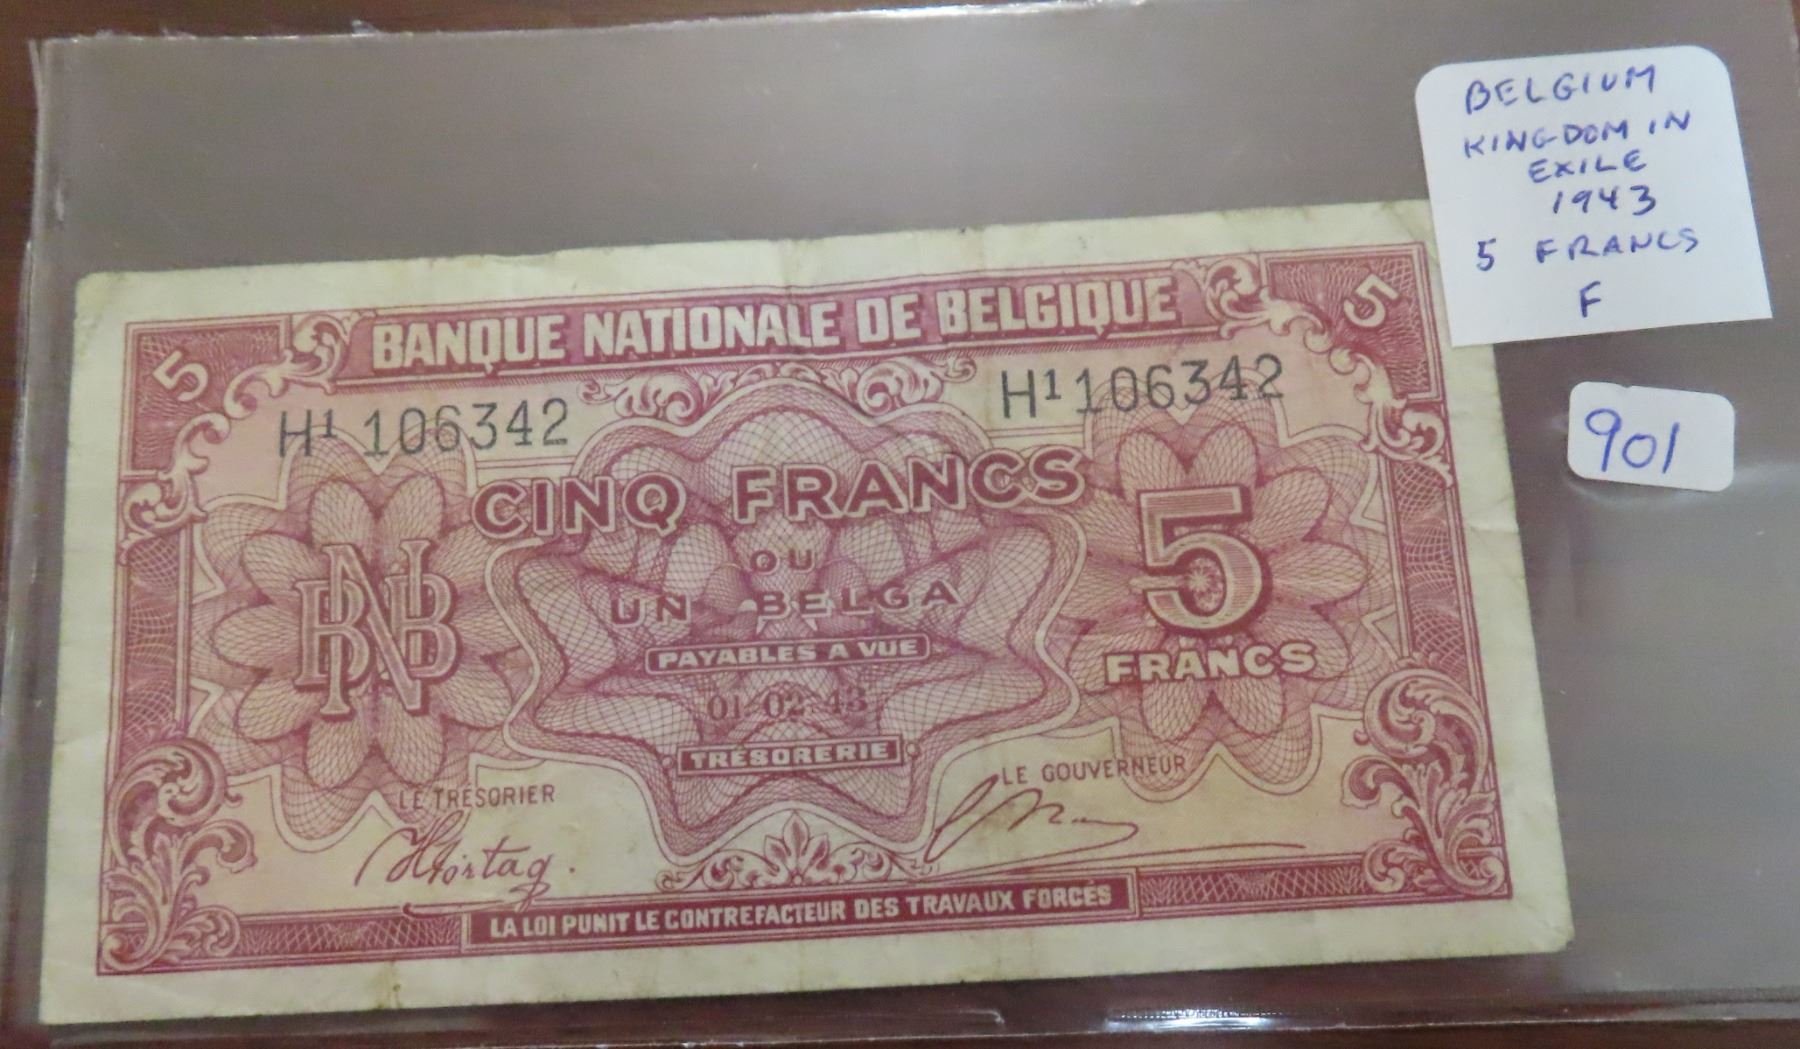 BELGIUM
KINGDOM IN
EXILE
1943
5 FRANCS
F
901
5
BANQUE NATIONALE DE BELGIQUE
5
H¹ 106342
H¹ 106342
CINQ FRANCS
OU
UN BELGA
PAYABLES A VUE
01-02-43
TRÉSORERIE
BNB
5
FRANCS
LE TRÉSORIER
LE GOUVERNEUR
LA LOI PUNIT LE CONTREFACTEUR DES TRAVAUX FORCÉS